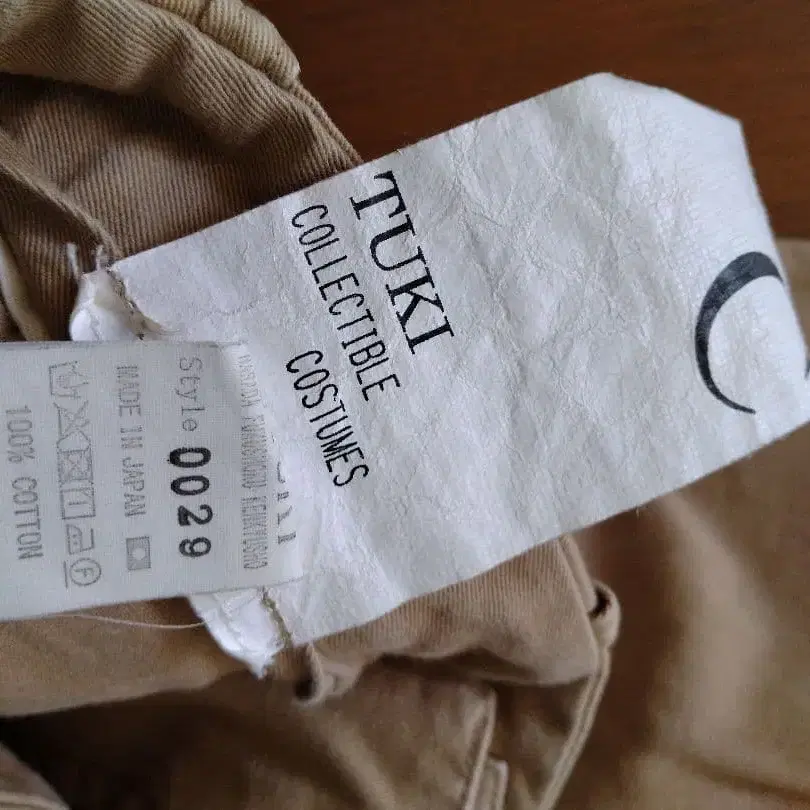 TUKI
COLLECTIBLE
COSTUMES
Style 0029
MADE IN JAPAN
100% COTTON
F